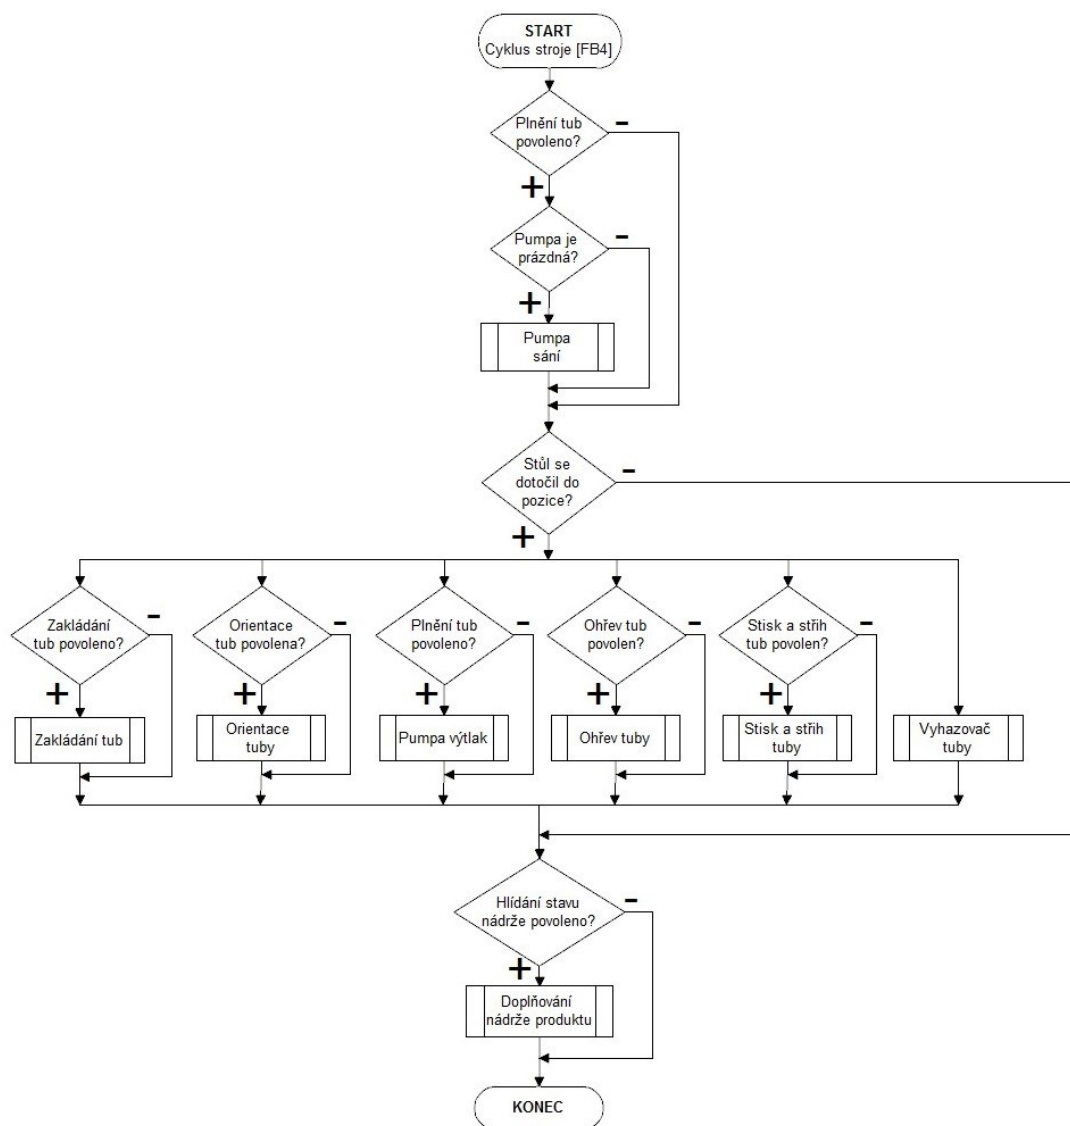 START
Cyklus stroje [FB4]
Plnění tub
povoleno?
-
+
Pumpa je
prázdná?
-
+
Pumpa
sání
Stůl se
dotočil do
pozice?
-
+
Zakládání
tub povoleno?
-
+
Zakládání tub
Orientace
tub povolena?
-
+
Orientace
tuby
Plnění tub
povoleno?
-
+
Pumpa výtlak
Ohřev tub
povolen?
-
+
Ohřev tuby
Stisk a střih
tub povolen?
-
+
Stisk a střih
tuby
Vyhazovač
tuby
Hlídání stavu
nádrže povoleno?
-
+
Doplňování
nádrže produktu
KONEC